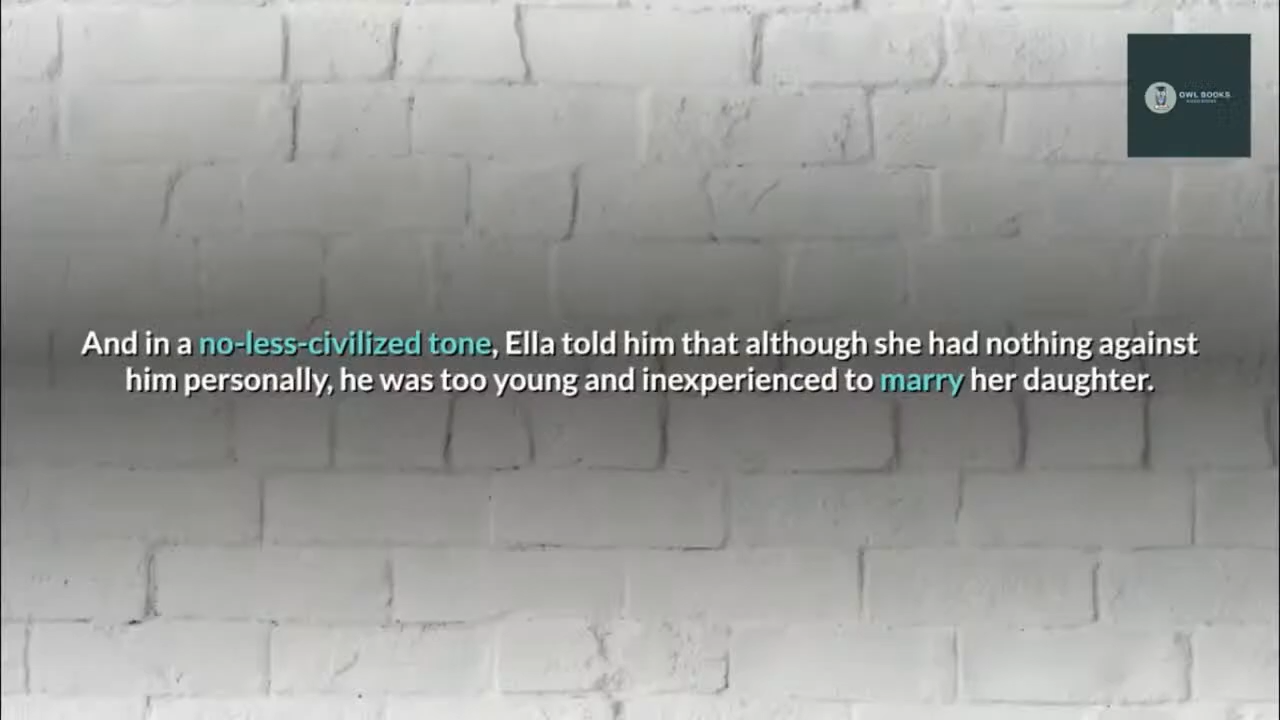 OWL BOOKS
And in a no-less-civilized tone, Ella told him that although she had nothing against
him personally, he was too young and inexperienced to marry her daughter.